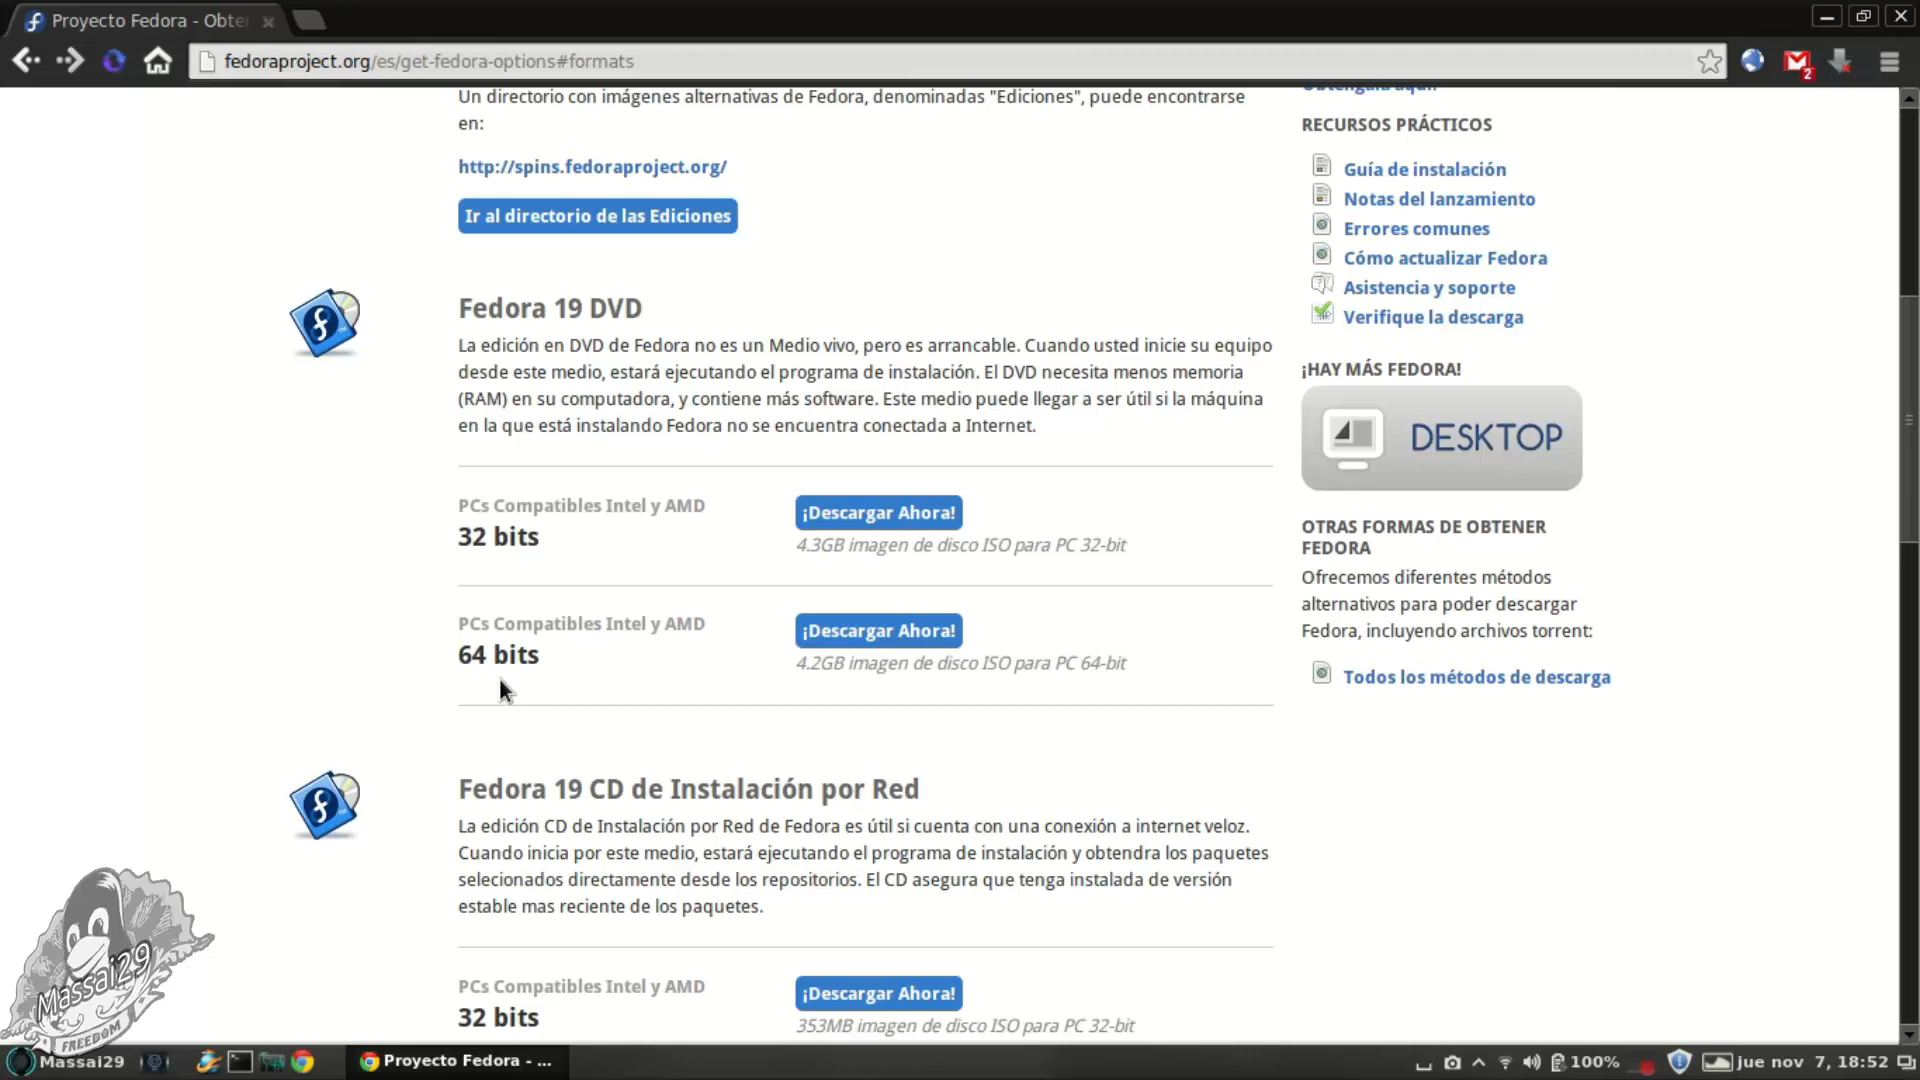 Proyecto Fedora - Obte
fedoraproject.org/es/get-fedora-options#formats
2
Un directorio con imágenes alternativas de Fedora, denominadas "Ediciones", puede encontrarse
en:
http://spins.fedoraproject.org/
Ir al directorio de las Ediciones
Fedora 19 DVD
La edición en DVD de Fedora no es un Medio vivo, pero es arrancable. Cuando usted inicie su equipo
desde este medio, estará ejecutando el programa de instalación. El DVD necesita menos memoria
(RAM) en su computadora, y contiene más software. Este medio puede llegar a ser útil si la máquina
en la que está instalando Fedora no se encuentra conectada a Internet.
PCs Compatibles Intel y AMD
32 bits
¡Descargar Ahora!
4.3GB imagen de disco ISO para PC 32-bit
PCs Compatibles Intel y AMD
64 bits
¡Descargar Ahora!
4.2GB imagen de disco ISO para PC 64-bit
Fedora 19 CD de Instalación por Red
La edición CD de Instalación por Red de Fedora es útil si cuenta con una conexión a internet veloz.
Cuando inicia por este medio, estará ejecutando el programa de instalación y obtendra los paquetes
selecionados directamente desde los repositorios. El CD asegura que tenga instalada de versión
estable mas reciente de los paquetes.
PCs Compatibles Intel y AMD
32 bits
¡Descargar Ahora!
353MB imagen de disco ISO para PC 32-bit
Obténgala aquí!
RECURSOS PRÁCTICOS
Guía de instalación
Notas del lanzamiento
Errores comunes
Cómo actualizar Fedora
Asistencia y soporte
Verifique la descarga
¡HAY MÁS FEDORA!
DESKTOP
OTRAS FORMAS DE OBTENER
FEDORA
Ofrecemos diferentes métodos
alternativos para poder descargar
Fedora, incluyendo archivos torrent:
Todos los métodos de descarga
Massai29
FREEDOM
Massai29
Proyecto Fedora - ...
100%
jue nov 7, 18:52